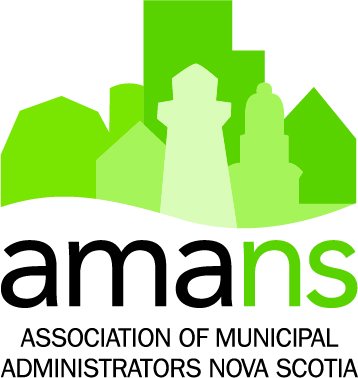 amans
ASSOCIATION OF MUNICIPAL
ADMINISTRATORS NOVA SCOTIA